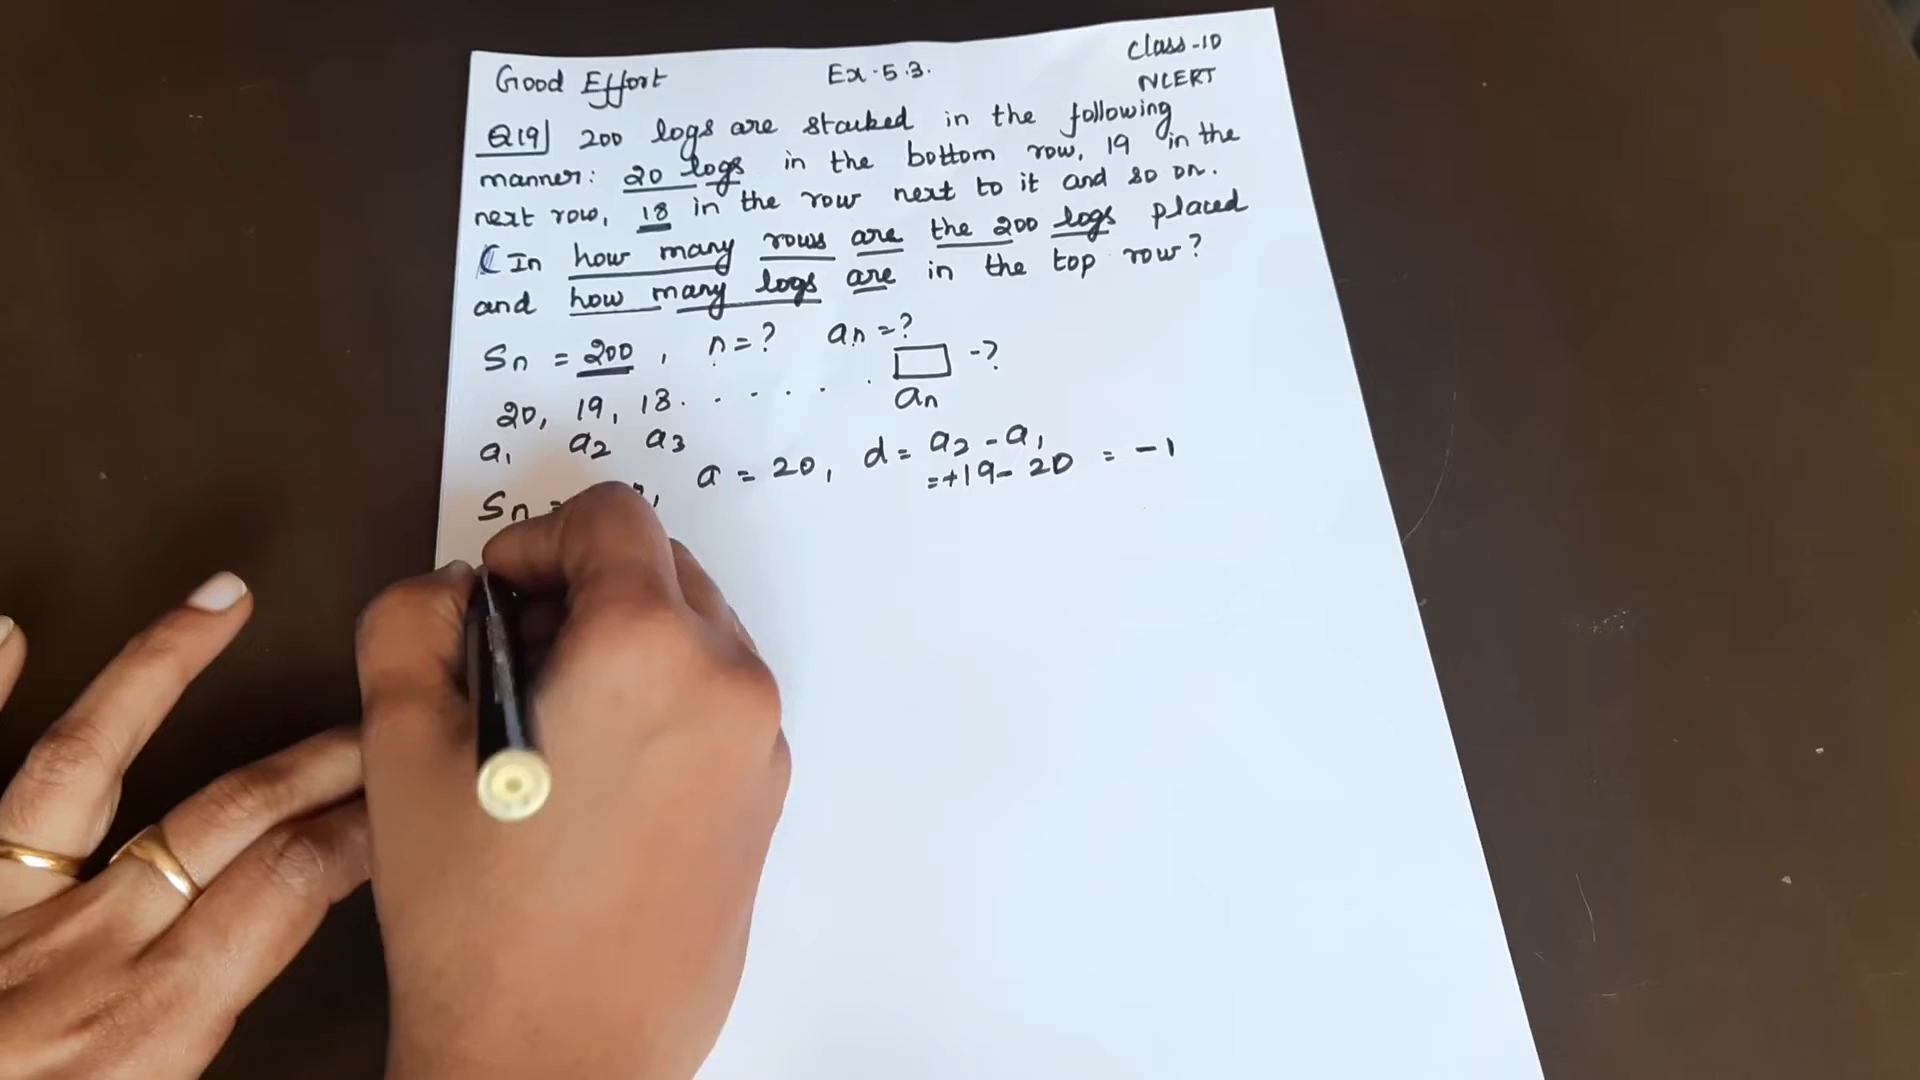 Good Effort
Ex.5.3.
Class-10
NCERT
Q19] 200 logs are stacked in the following
manner: 20 logs in the bottom row, 19 in the
next row, 18 in the row next to it and so on.
(In how many rows are the 200 logs placed
and how many logs are in the top row?
Sn = 200, n=? an=?
20, 19, 18. . . . . . . -?
a1 a2 a3 an
a = 20, d = a2 - a1
=+19-20 = -1
Sn =